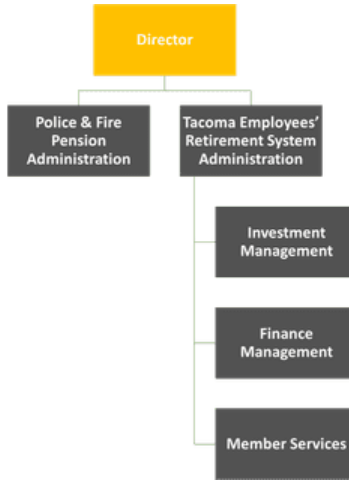 Director
Police & Fire
Pension
Administration
Tacoma Employees'
Retirement System
Administration
Investment
Management
Finance
Management
Member Services